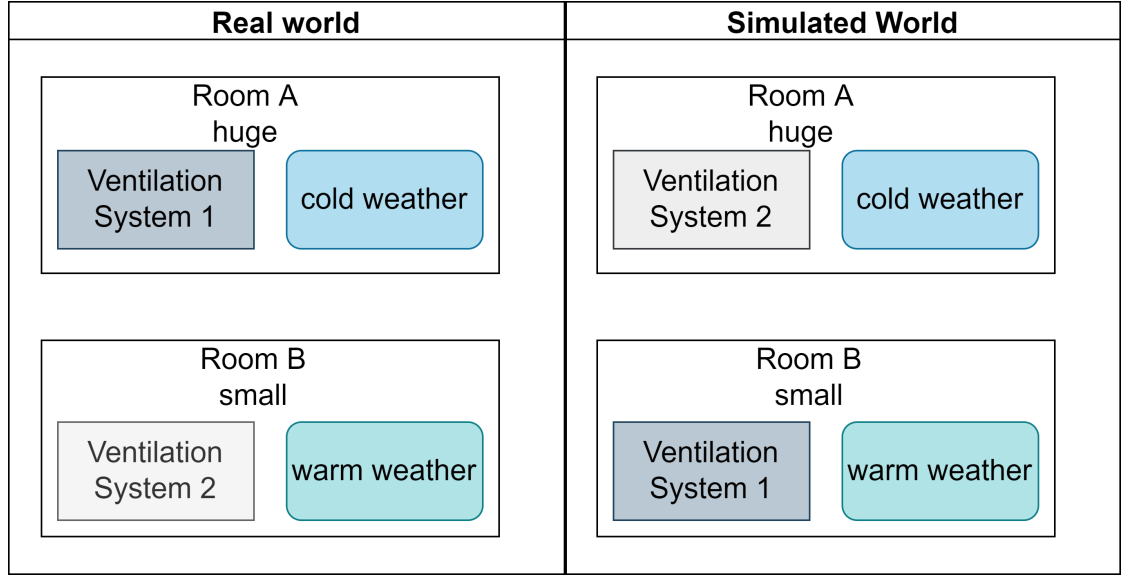 Real world
Room A
huge
Ventilation
System 1
cold weather
Room B
small
Ventilation
System 2
warm weather
Simulated World
Room A
huge
Ventilation
System 2
cold weather
Room B
small
Ventilation
System 1
warm weather